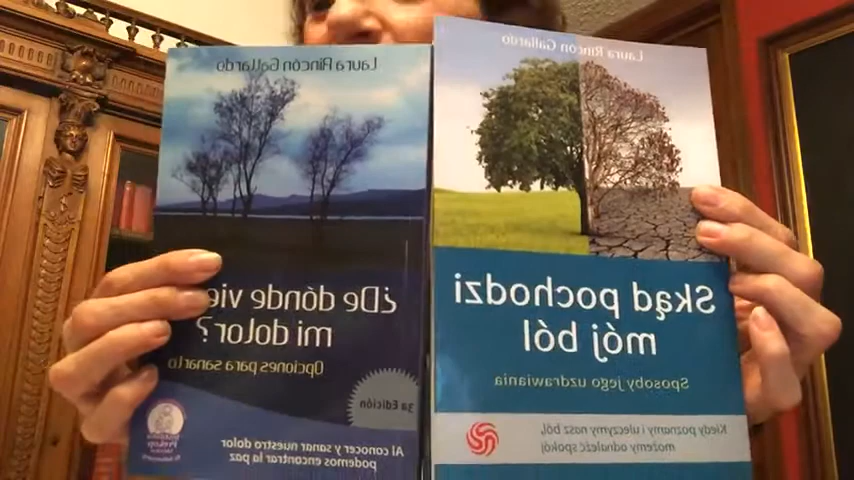 Laura Rincón Gallardo
¿De dónde vie
mi dolor?
Opciones para sanarlo
3a Edición
Al conocer y sanar nuestro dolor
podemos encontrar la paz
Prekop
Laura Rincón Gallardo
Skąd pochodzi
mój ból
Sposoby jego uzdrawiania
Kiedy poznamy i uleczymy nasz ból,
możemy odnaleźć spokój